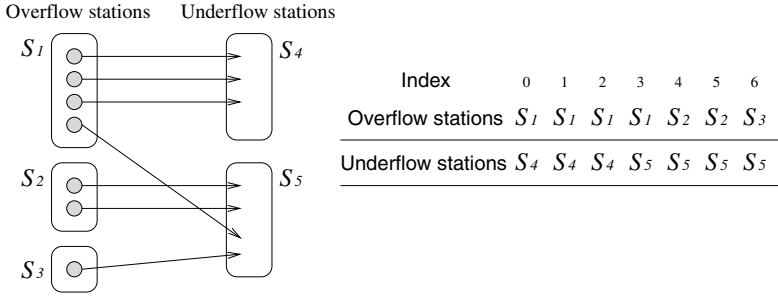 Overflow stations Underflow stations
S1 S4
S2 S5
S3
Index 0 1 2 3 4 5 6
Overflow stations S1 S1 S1 S1 S2 S2 S3
Underflow stations S4 S4 S4 S5 S5 S5 S5